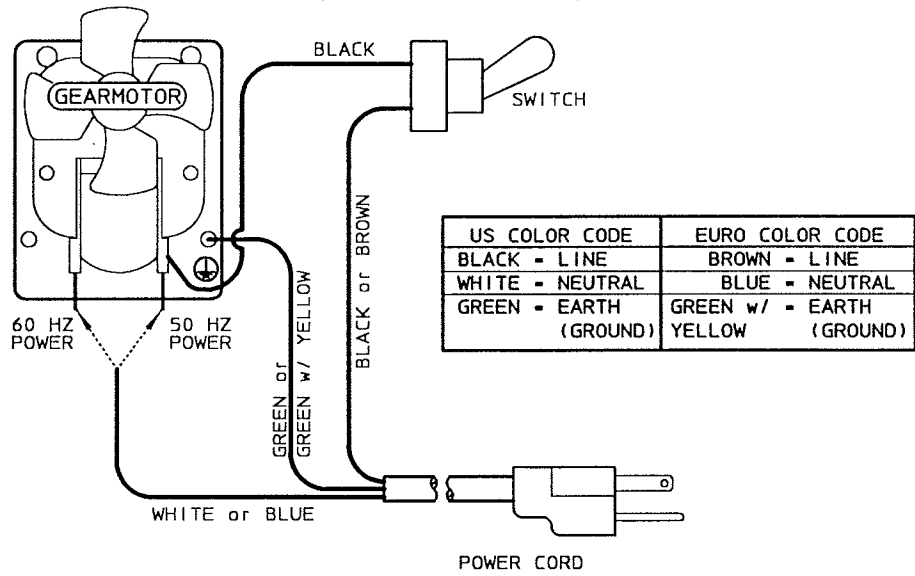 BLACK
GEARMOTOR
SWITCH
BLACK or BROWN
US COLOR CODE
EURO COLOR CODE
BLACK - LINE
BROWN - LINE
WHITE - NEUTRAL
BLUE - NEUTRAL
GREEN - EARTH
(GROUND)
GREEN w/ - EARTH
YELLOW (GROUND)
60 HZ
POWER
50 HZ
POWER
GREEN or
GREEN w/ YELLOW
WHITE or BLUE
POWER CORD